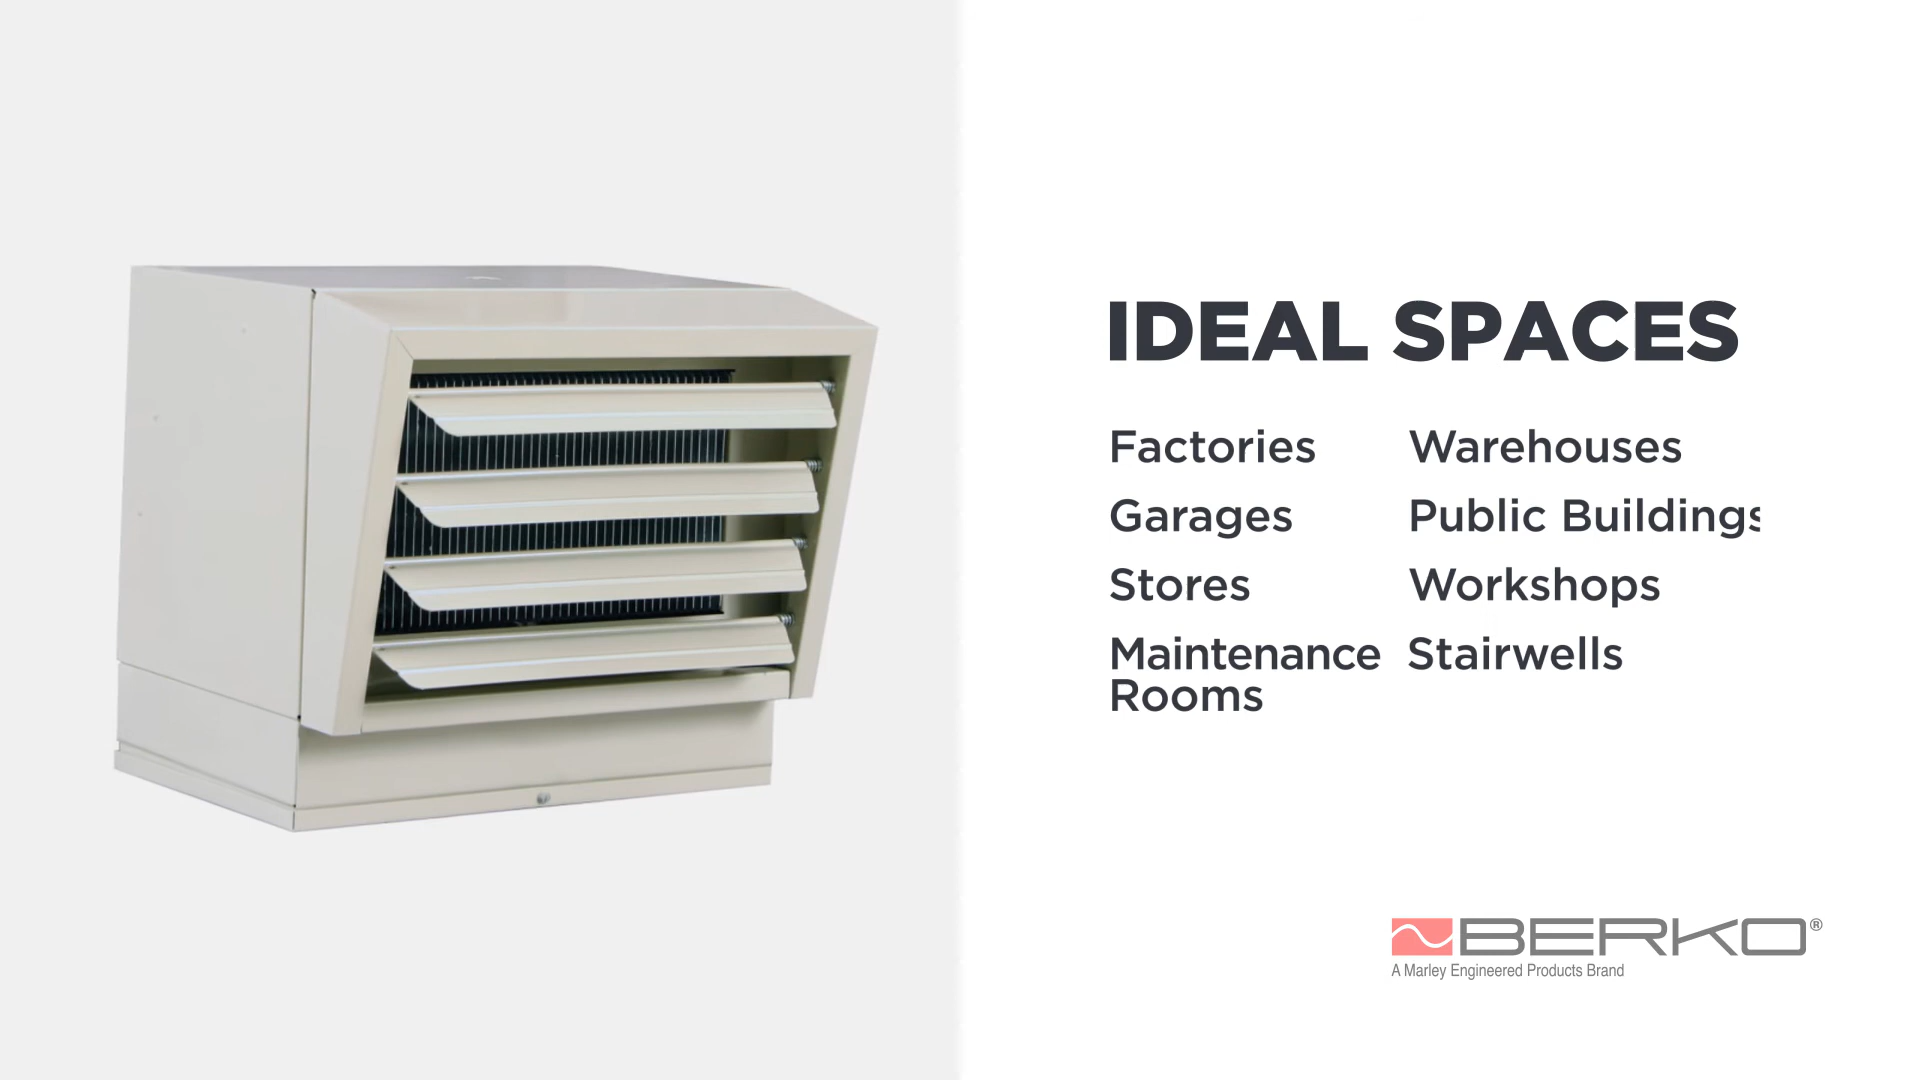 IDEAL SPACES
Factories
Garages
Stores
Maintenance
Rooms
Warehouses
Public Buildings
Workshops
Stairwells
BERKO®
A Marley Engineered Products Brand